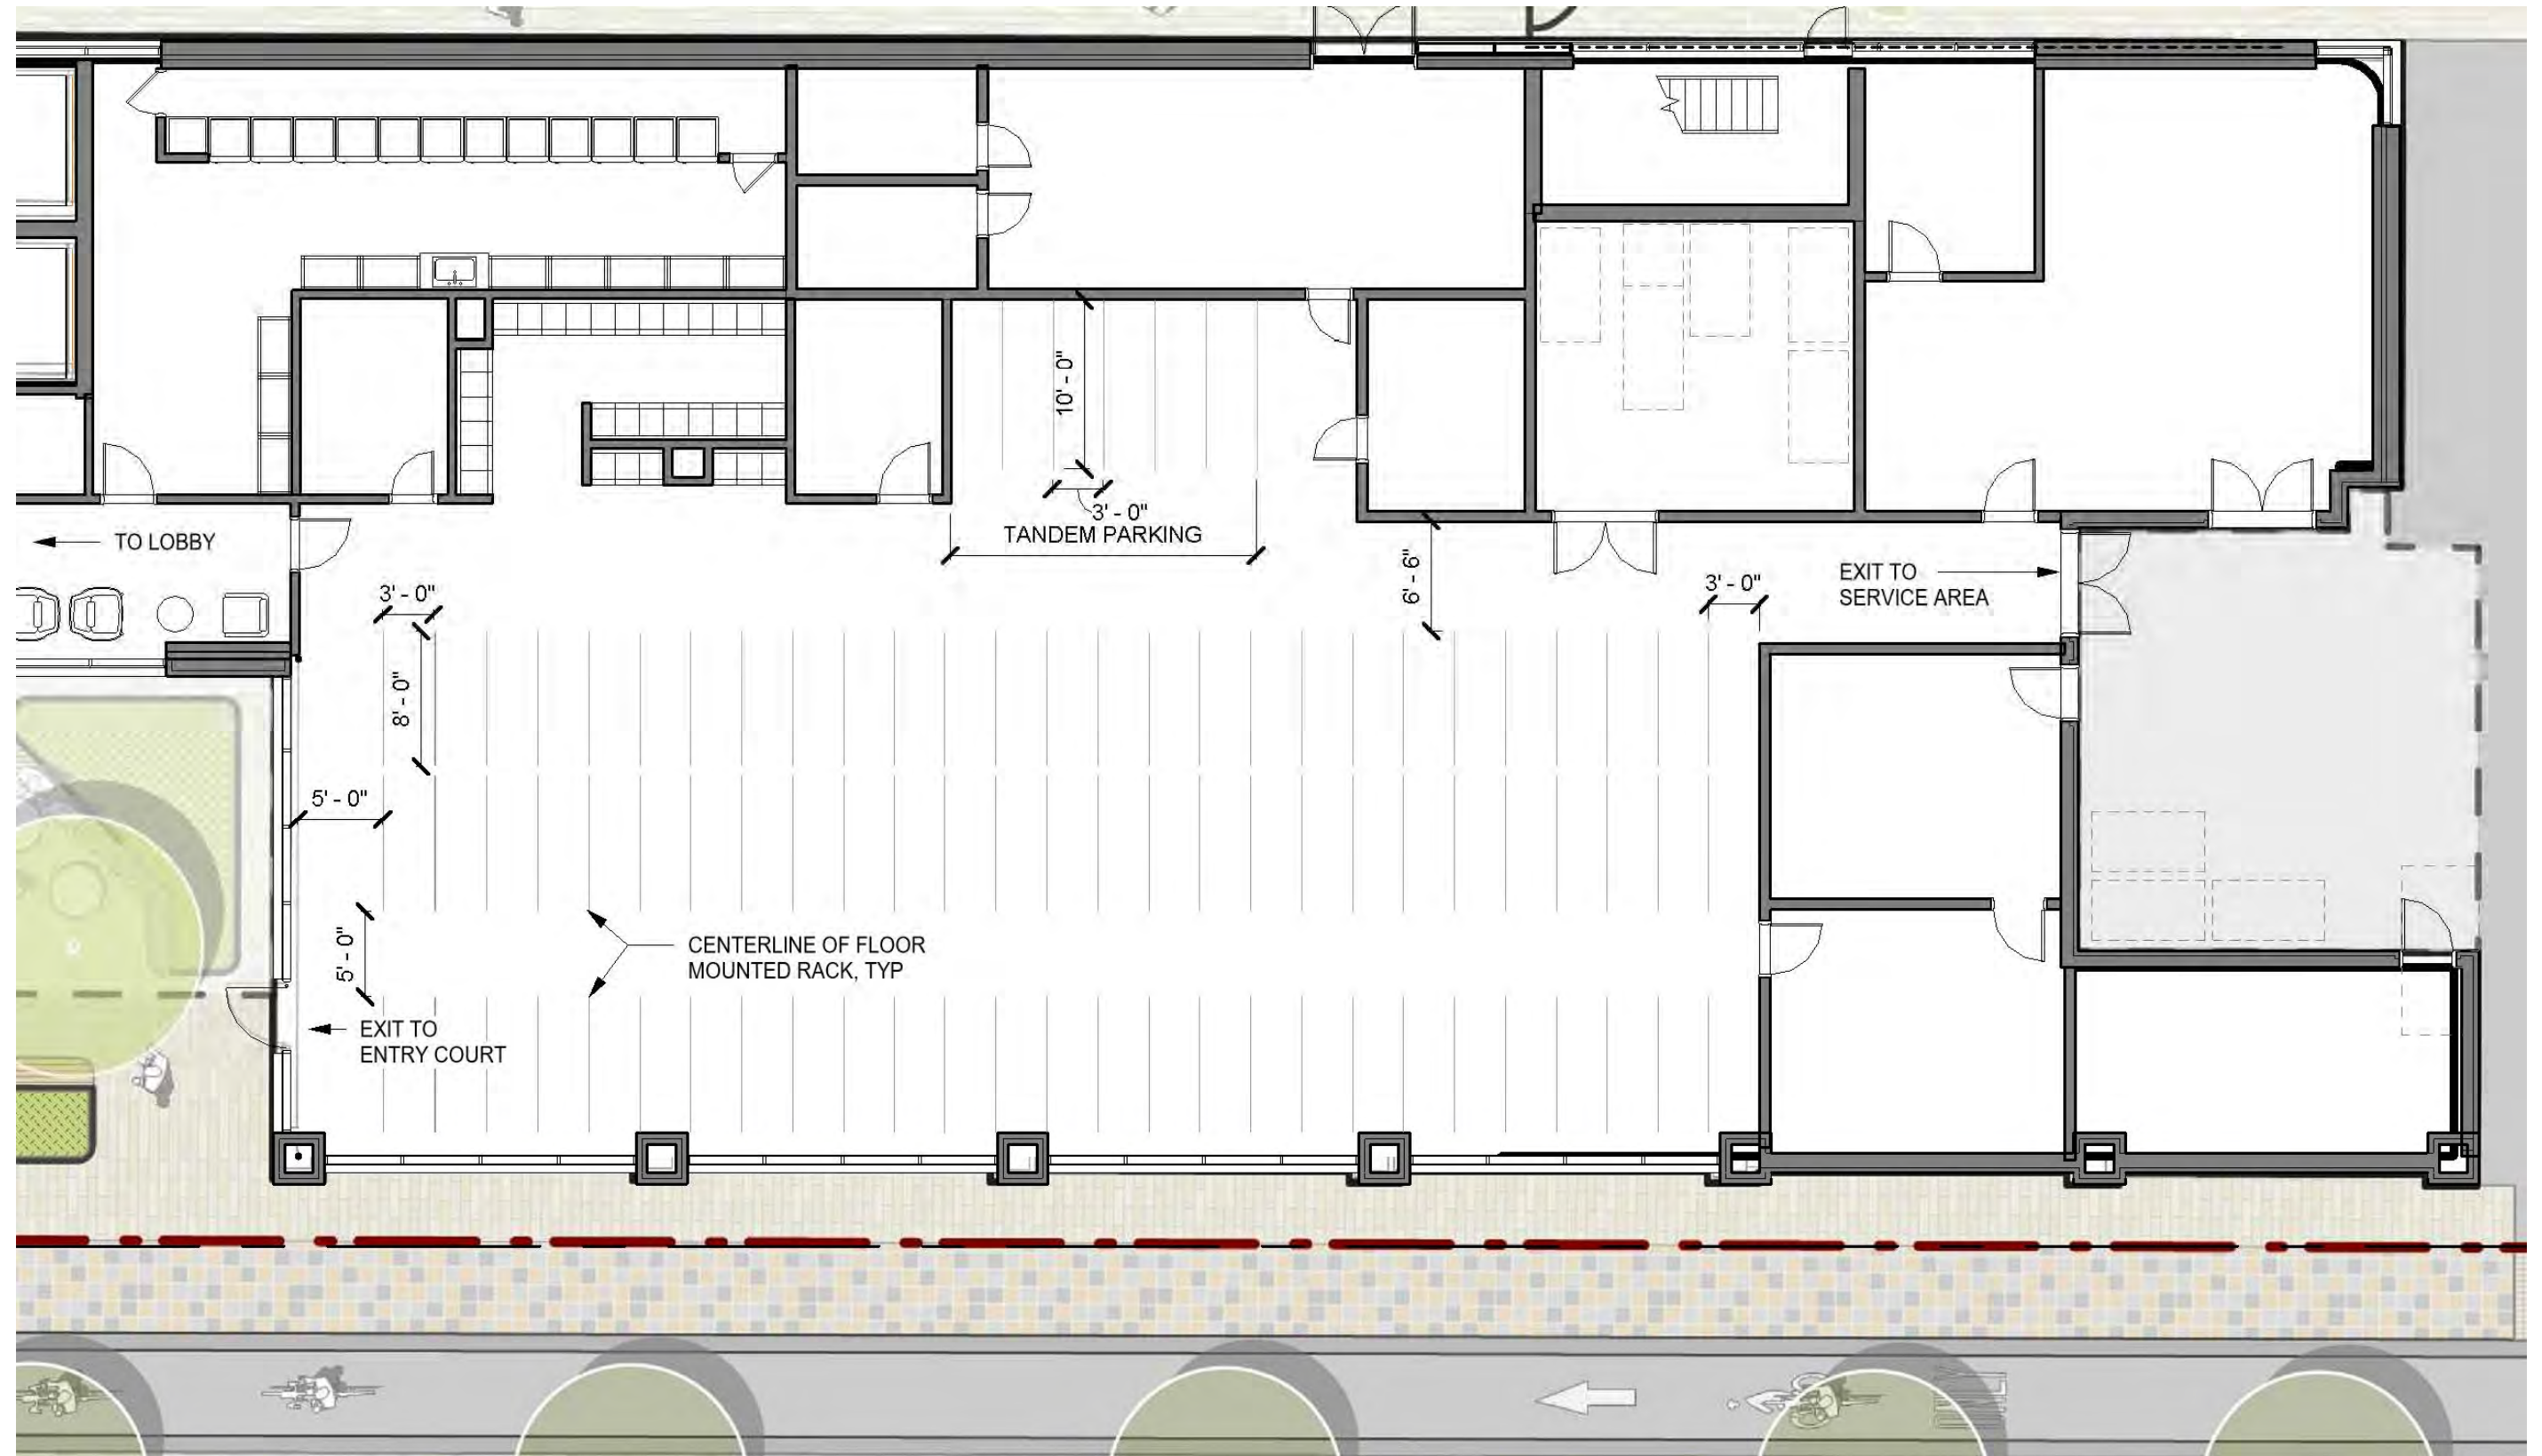 10' - 0"
3' - 0"
TANDEM PARKING
TO LOBBY
6' - 6"
3' - 0"
EXIT TO
SERVICE AREA
3' - 0"
8' - 0"
5' - 0"
5' - 0"
CENTERLINE OF FLOOR
MOUNTED RACK, TYP
EXIT TO
ENTRY COURT
ONLY